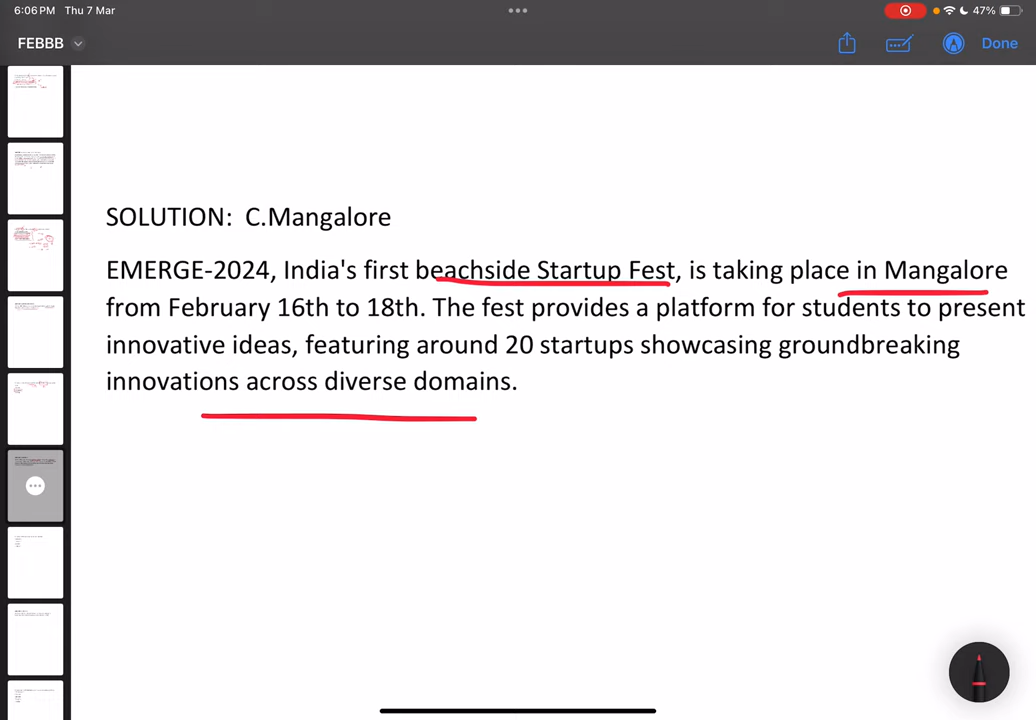 6:06 PM Thu 7 Mar
47%
FEBBB
Done
SOLUTION: C.Mangalore
EMERGE-2024, India's first beachside Startup Fest, is taking place in Mangalore
from February 16th to 18th. The fest provides a platform for students to present
innovative ideas, featuring around 20 startups showcasing groundbreaking
innovations across diverse domains.